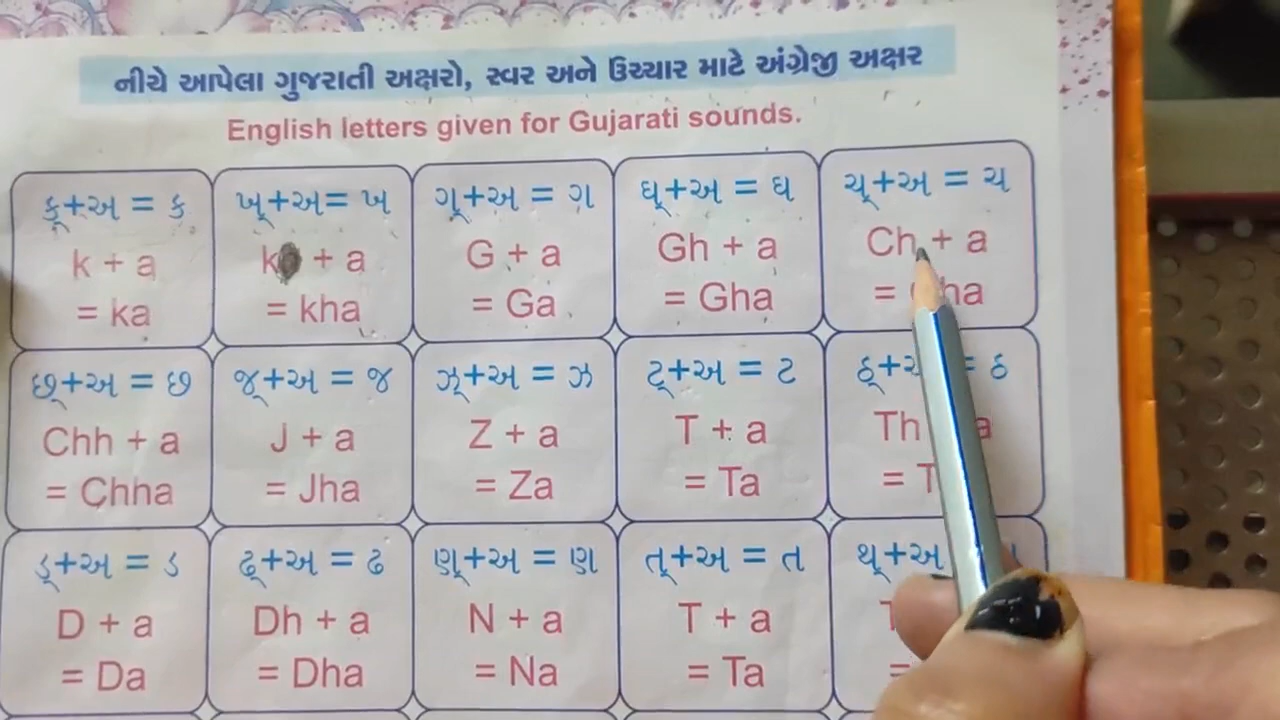 નીચે આપેલા ગુજરાતી અક્ષરો, સ્વર અને ઉચ્ચાર માટે અંગ્રેજી અક્ષર
English letters given for Gujarati sounds.
ક્+અ = ક
k + a
= ka
ખ્+અ= ખ
k + a
= kha
ગ્+અ = ગ
G + a
= Ga
ઘ્+અ = ઘ
Gh + a
= Gha
ચ્+અ = ચ
Ch + a
= Cha
છ્+અ = છ
Chh + a
= Chha
જ્+અ = જ
J + a
= Jha
ઝ્+અ = ઝ
Z + a
= Za
ટ્+અ = ટ
T + a
= Ta
ઠ્+અ = ઠ
Th a
= T
ડ્+અ = ડ
D + a
= Da
ઢ્+અ = ઢ
Dh + a
= Dha
ણ્+અ = ણ
N + a
= Na
ત્+અ = ત
T + a
= Ta
થ્+અ